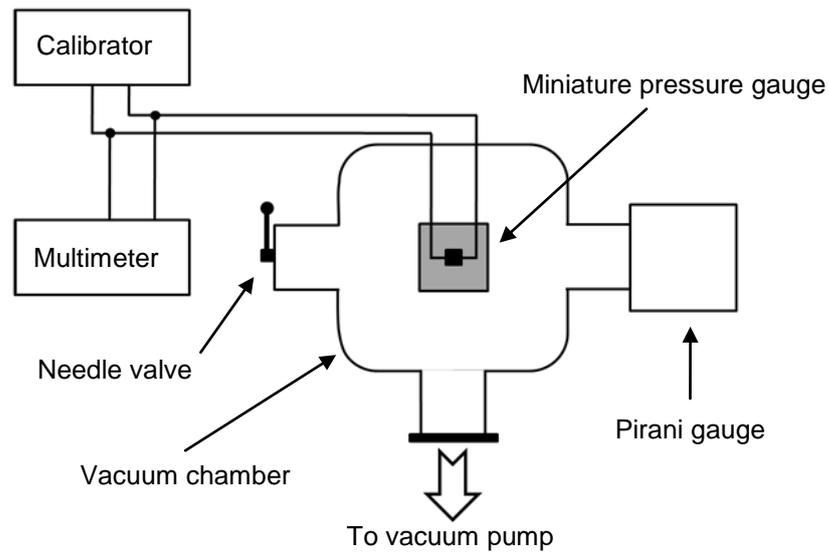 Calibrator
Miniature pressure gauge
Multimeter
Needle valve
Pirani gauge
Vacuum chamber
To vacuum pump